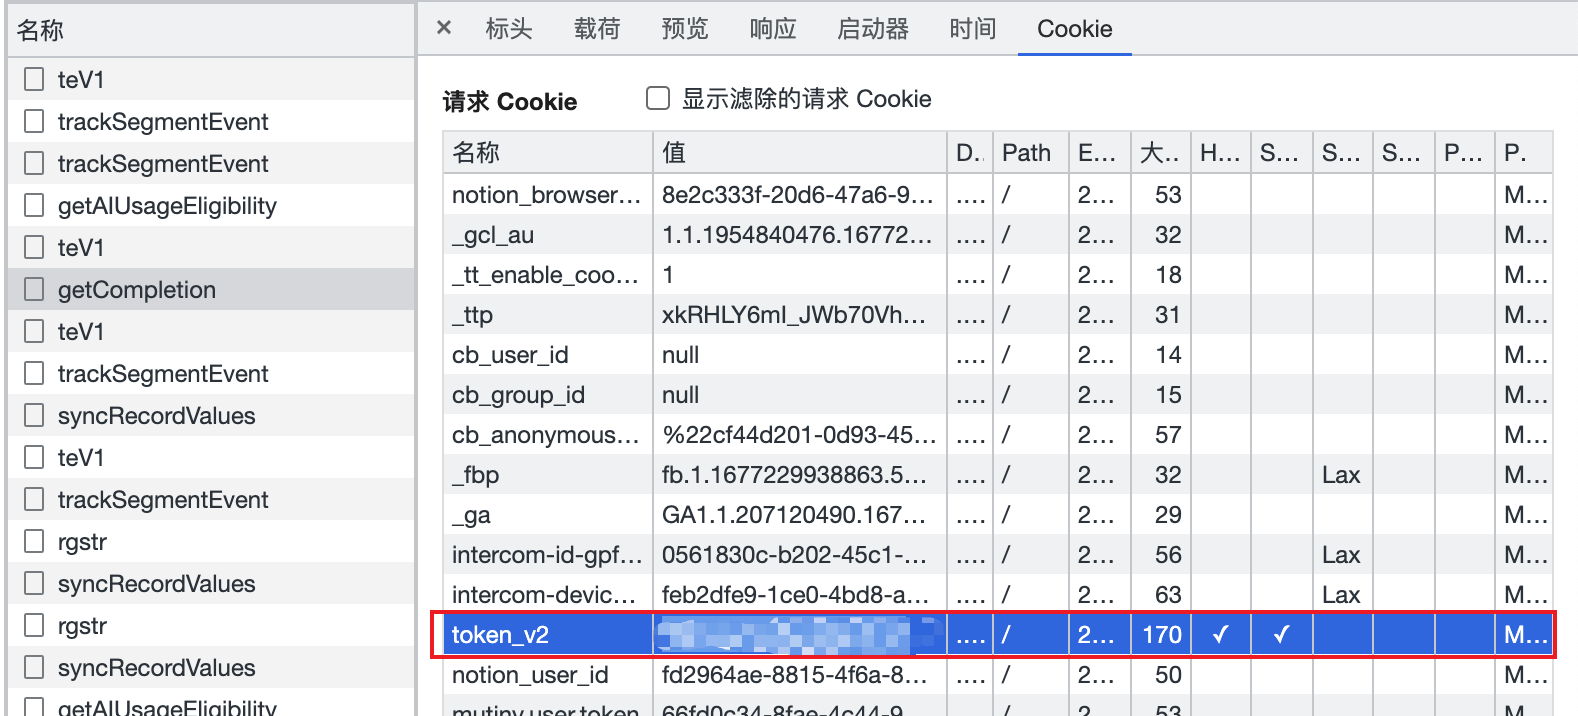 名称
teV1
trackSegmentEvent
trackSegmentEvent
getAIUsageEligibility
teV1
getCompletion
teV1
trackSegmentEvent
syncRecordValues
teV1
trackSegmentEvent
rgstr
syncRecordValues
rgstr
syncRecordValues
getAIUsageEligibility
× 标头 载荷 预览 响应 启动器 时间 Cookie
请求 Cookie 显示滤除的请求 Cookie
名称 值 D.. Path E... 大.. H... S... S... S... P... P.
notion_browser... 8e2c333f-20d6-47a6-9... .... / 2... 53 M...
_gcl_au 1.1.1954840476.16772... .... / 2... 32 M...
_tt_enable_coo... 1 .... / 2... 18 M...
_ttp xkRHLY6mI_JWb70Vh... .... / 2... 31 M...
cb_user_id null .... / 2... 14 M...
cb_group_id null .... / 2... 15 M...
cb_anonymous... %22cf44d201-0d93-45... .... / 2... 57 M...
_fbp fb.1.1677229938863.5... .... / 2... 32 Lax M...
_ga GA1.1.207120490.167... .... / 2... 29 M...
intercom-id-gpf... 0561830c-b202-45c1-... .... / 2... 56 Lax M...
intercom-devic... feb2dfe9-1ce0-4bd8-a... .... / 2... 63 Lax M...
token_v2 .... / 2... 170 ✓ ✓ M...
notion_user_id fd2964ae-8815-4f6a-8... .... / 2... 50 M...
mutiny.user.token 66fd0c34-8fae-4c44-9 .... / 2... 53 M...